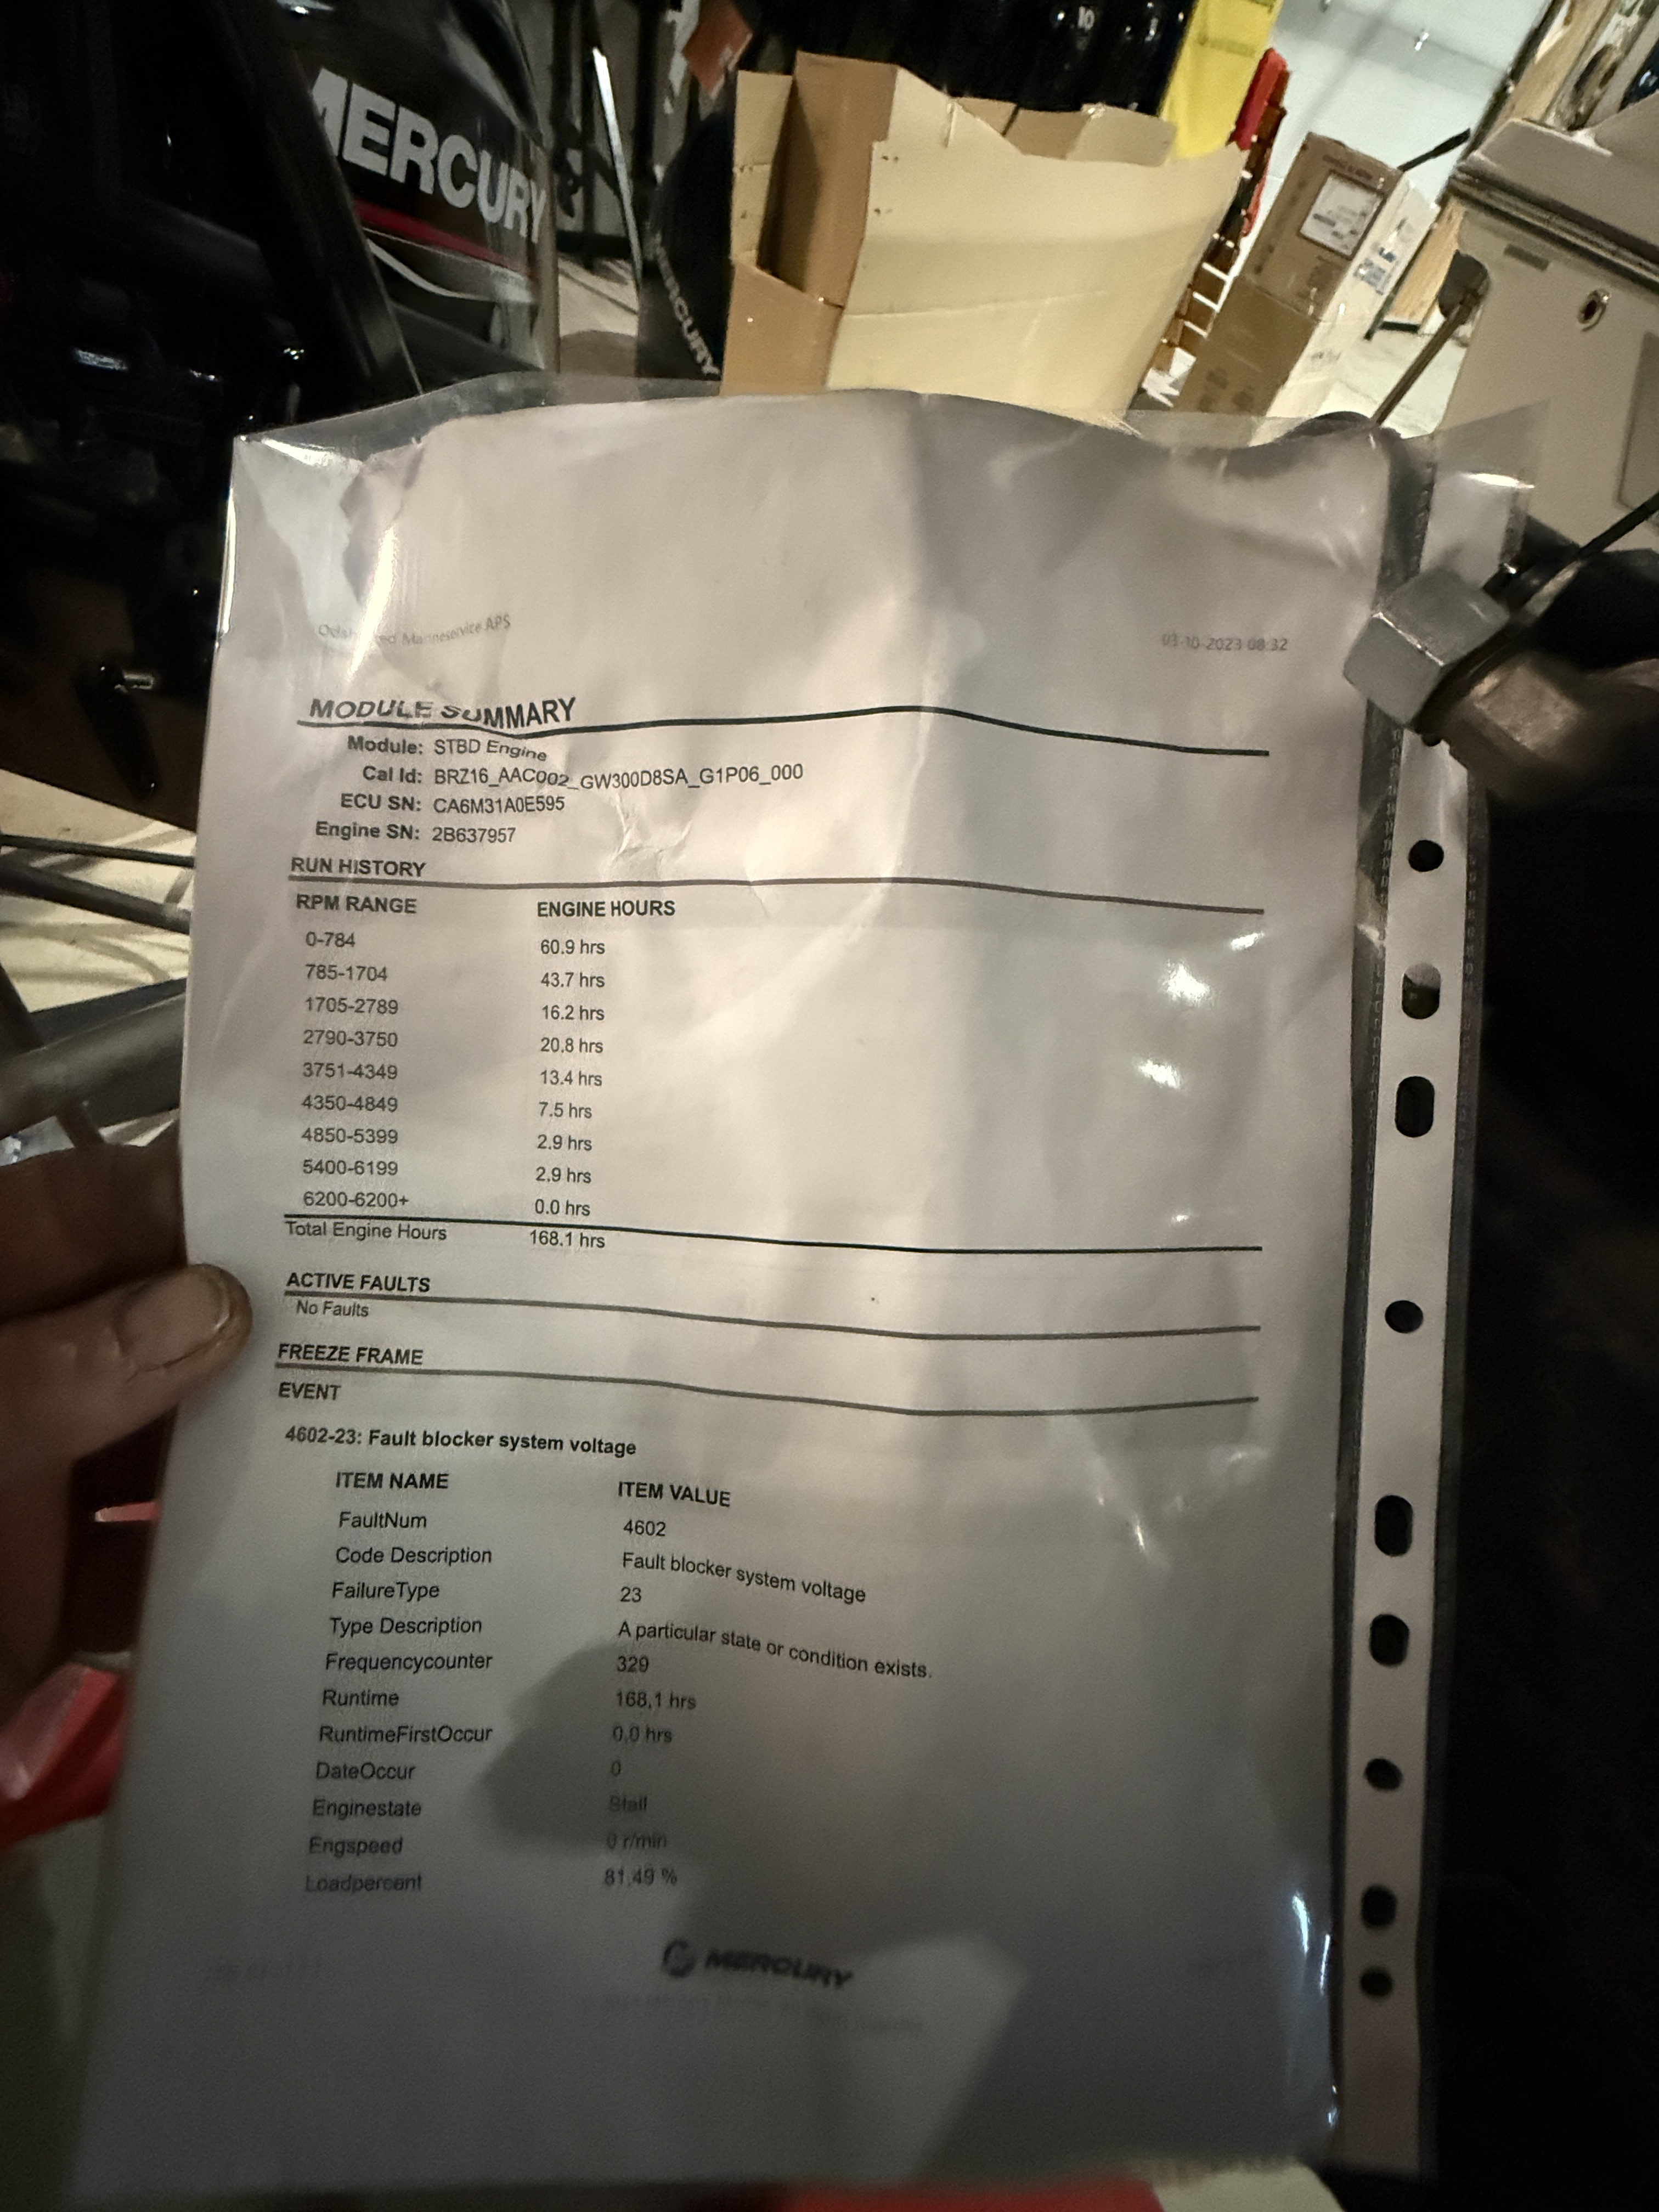 MERCURY
MERCURY
10
Marineservice APS
03-10-2023 08:32
MODULE SUMMARY
Module: STBD Engine
Cal Id: BRZ16_AAC002_GW300D8SA_G1P06_000
ECU SN: CA6M31A0E595
Engine SN: 2B637957
RUN HISTORY
RPM RANGE ENGINE HOURS
0-784 60.9 hrs
785-1704 43.7 hrs
1705-2789 16.2 hrs
2790-3750 20.8 hrs
3751-4349 13.4 hrs
4350-4849 7.5 hrs
4850-5399 2.9 hrs
5400-6199 2.9 hrs
6200-6200+ 0.0 hrs
Total Engine Hours 168.1 hrs
ACTIVE FAULTS
No Faults
FREEZE FRAME
EVENT
4602-23: Fault blocker system voltage
ITEM NAME ITEM VALUE
FaultNum 4602
Code Description Fault blocker system voltage
FailureType 23
Type Description A particular state or condition exists.
Frequencycounter 329
Runtime 168,1 hrs
RuntimeFirstOccur 0,0 hrs
DateOccur 0
Enginestate Stall
Engspeed 0 r/min
Loadpercent 81,49 %
MERCURY